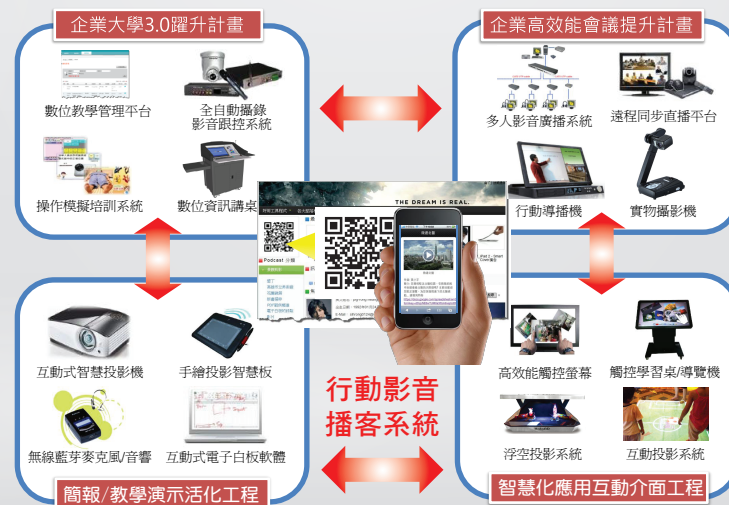 企業大學3.0躍升計畫
數位教學管理平台
全自動攝錄
影音跟控系統
操作模擬培訓系統
數位資訊講桌
企業高效能會議提升計畫
多人影音廣播系統
遠程同步直播平台
行動導播機
實物攝影機
THE DREAM IS REAL.
Podcast 分類
互動式智慧投影機
手繪投影智慧板
無線藍芽麥克風/音響
互動式電子白板軟體
簡報/教學演示活化工程
行動影音
播客系統
高效能觸控螢幕
觸控學習桌/導覽機
浮空投影系統
互動投影系統
智慧化應用互動介面工程